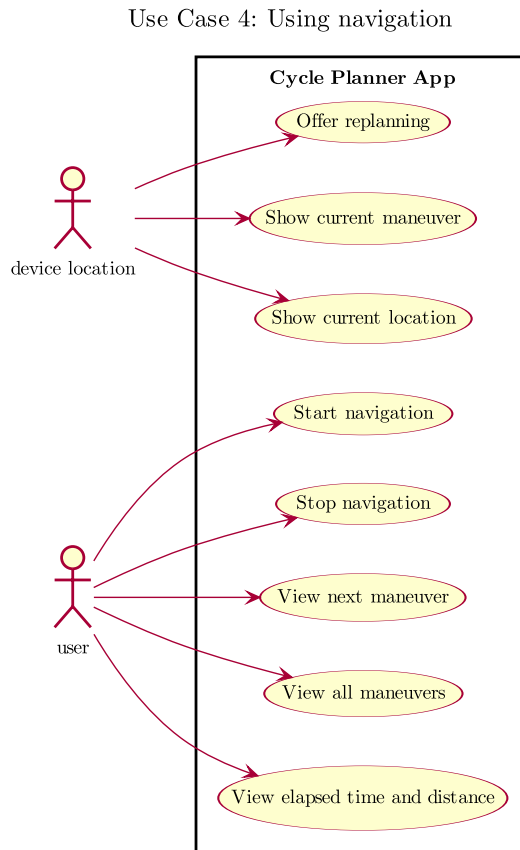 Use Case 4: Using navigation
Cycle Planner App
Offer replanning
Show current maneuver
device location
Show current location
Start navigation
Stop navigation
View next maneuver
user
View all maneuvers
View elapsed time and distance